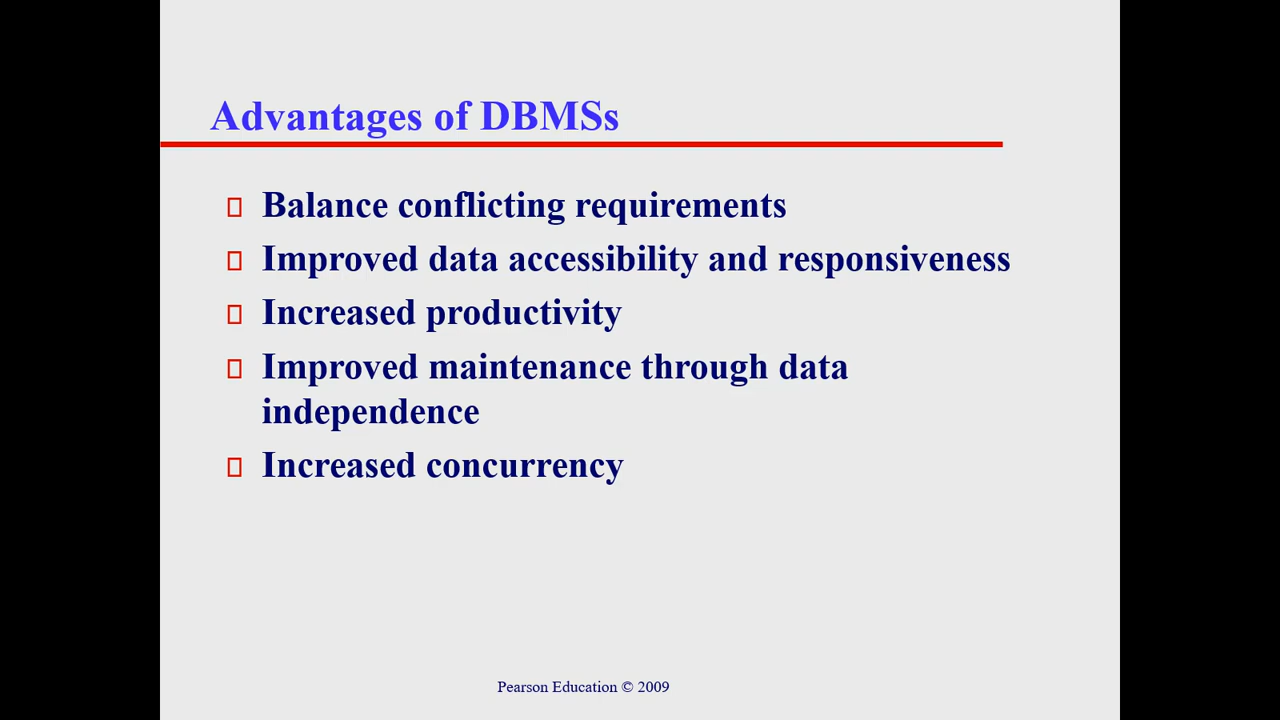 Advantages of DBMSs
Balance conflicting requirements
Improved data accessibility and responsiveness
Increased productivity
Improved maintenance through data
independence
Increased concurrency
Pearson Education © 2009